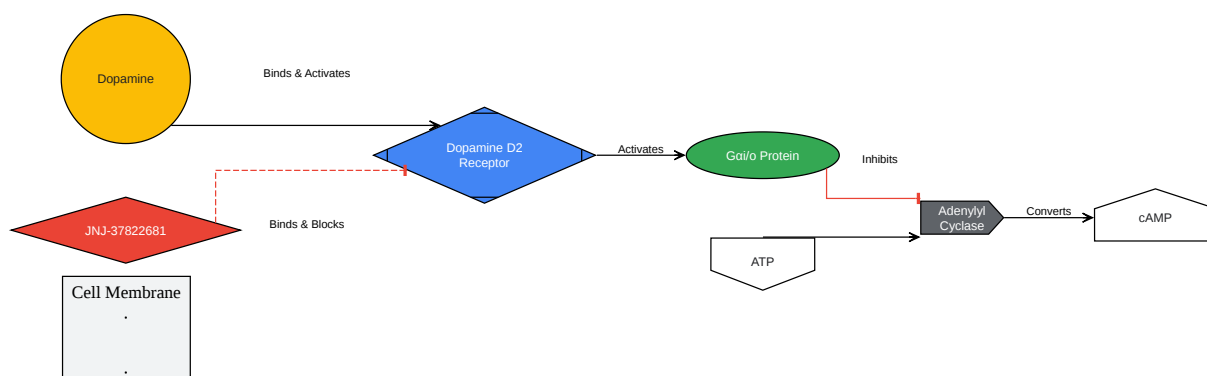 Dopamine
Binds & Activates
Dopamine D2
Receptor
Activates
Gαi/o Protein
Inhibits
JNJ-37822681
Binds & Blocks
Adenylyl
Cyclase
Converts
cAMP
ATP
Cell Membrane